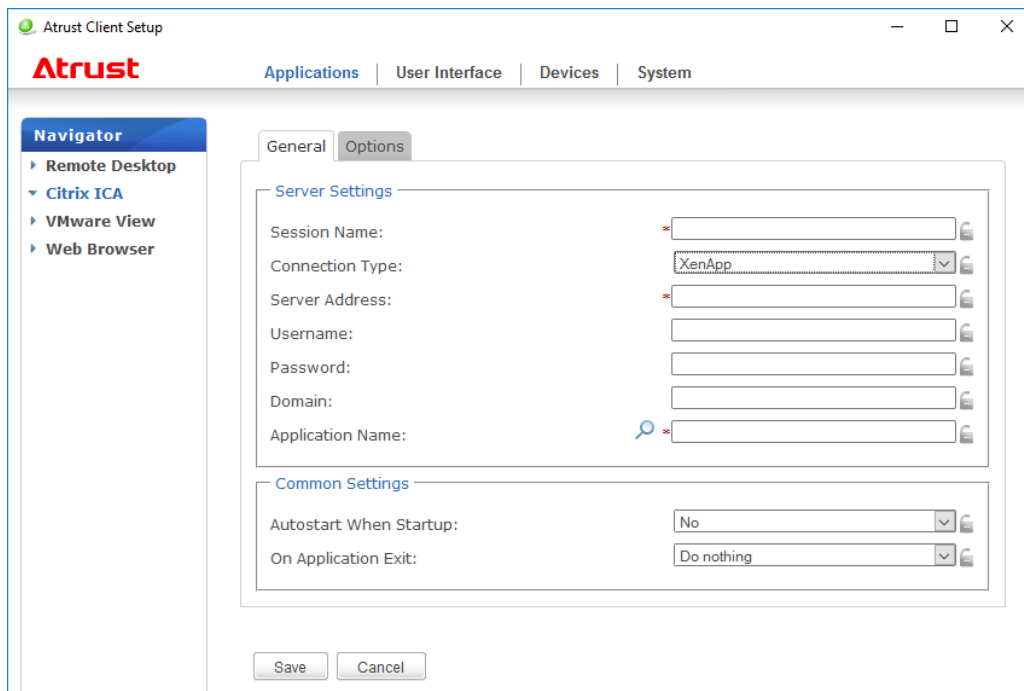 Atrust Client Setup
Atrust
Applications | User Interface | Devices | System
Navigator
Remote Desktop
Citrix ICA
VMware View
Web Browser
General Options
Server Settings
Session Name: *
Connection Type: XenApp
Server Address: *
Username:
Password:
Domain:
Application Name: *
Common Settings
Autostart When Startup: No
On Application Exit: Do nothing
Save Cancel